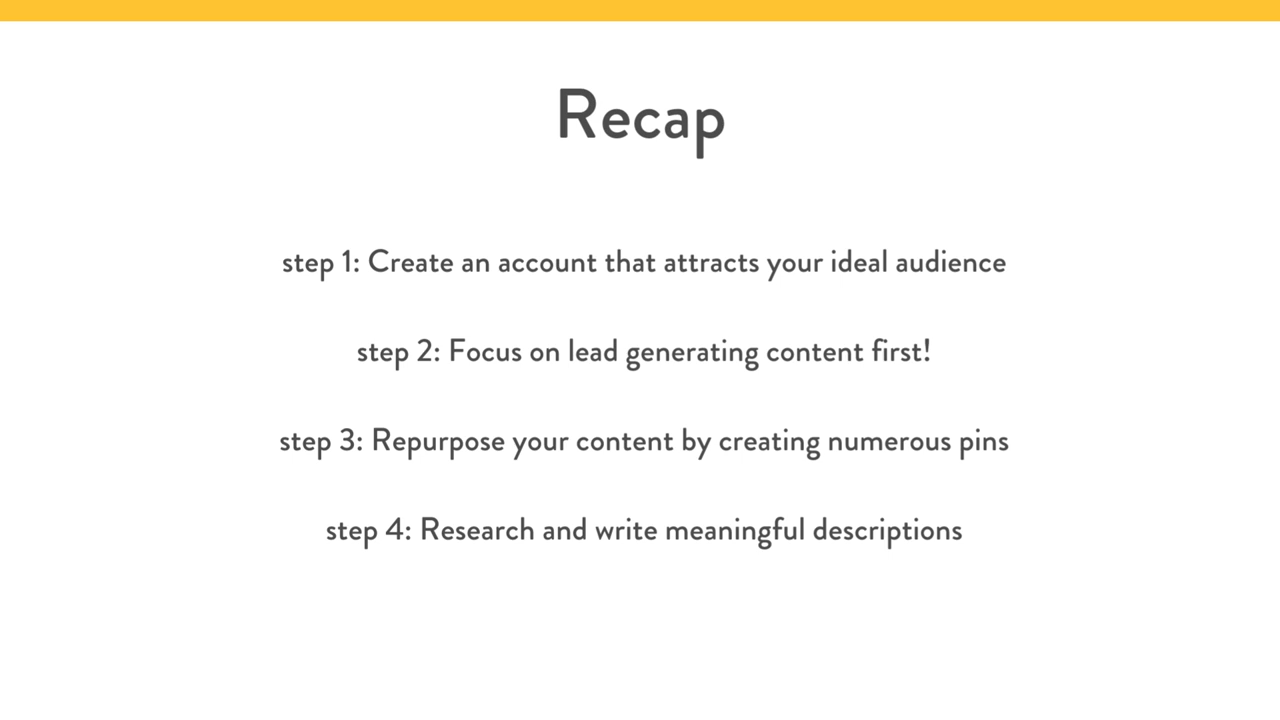 Recap
step 1: Create an account that attracts your ideal audience
step 2: Focus on lead generating content first!
step 3: Repurpose your content by creating numerous pins
step 4: Research and write meaningful descriptions